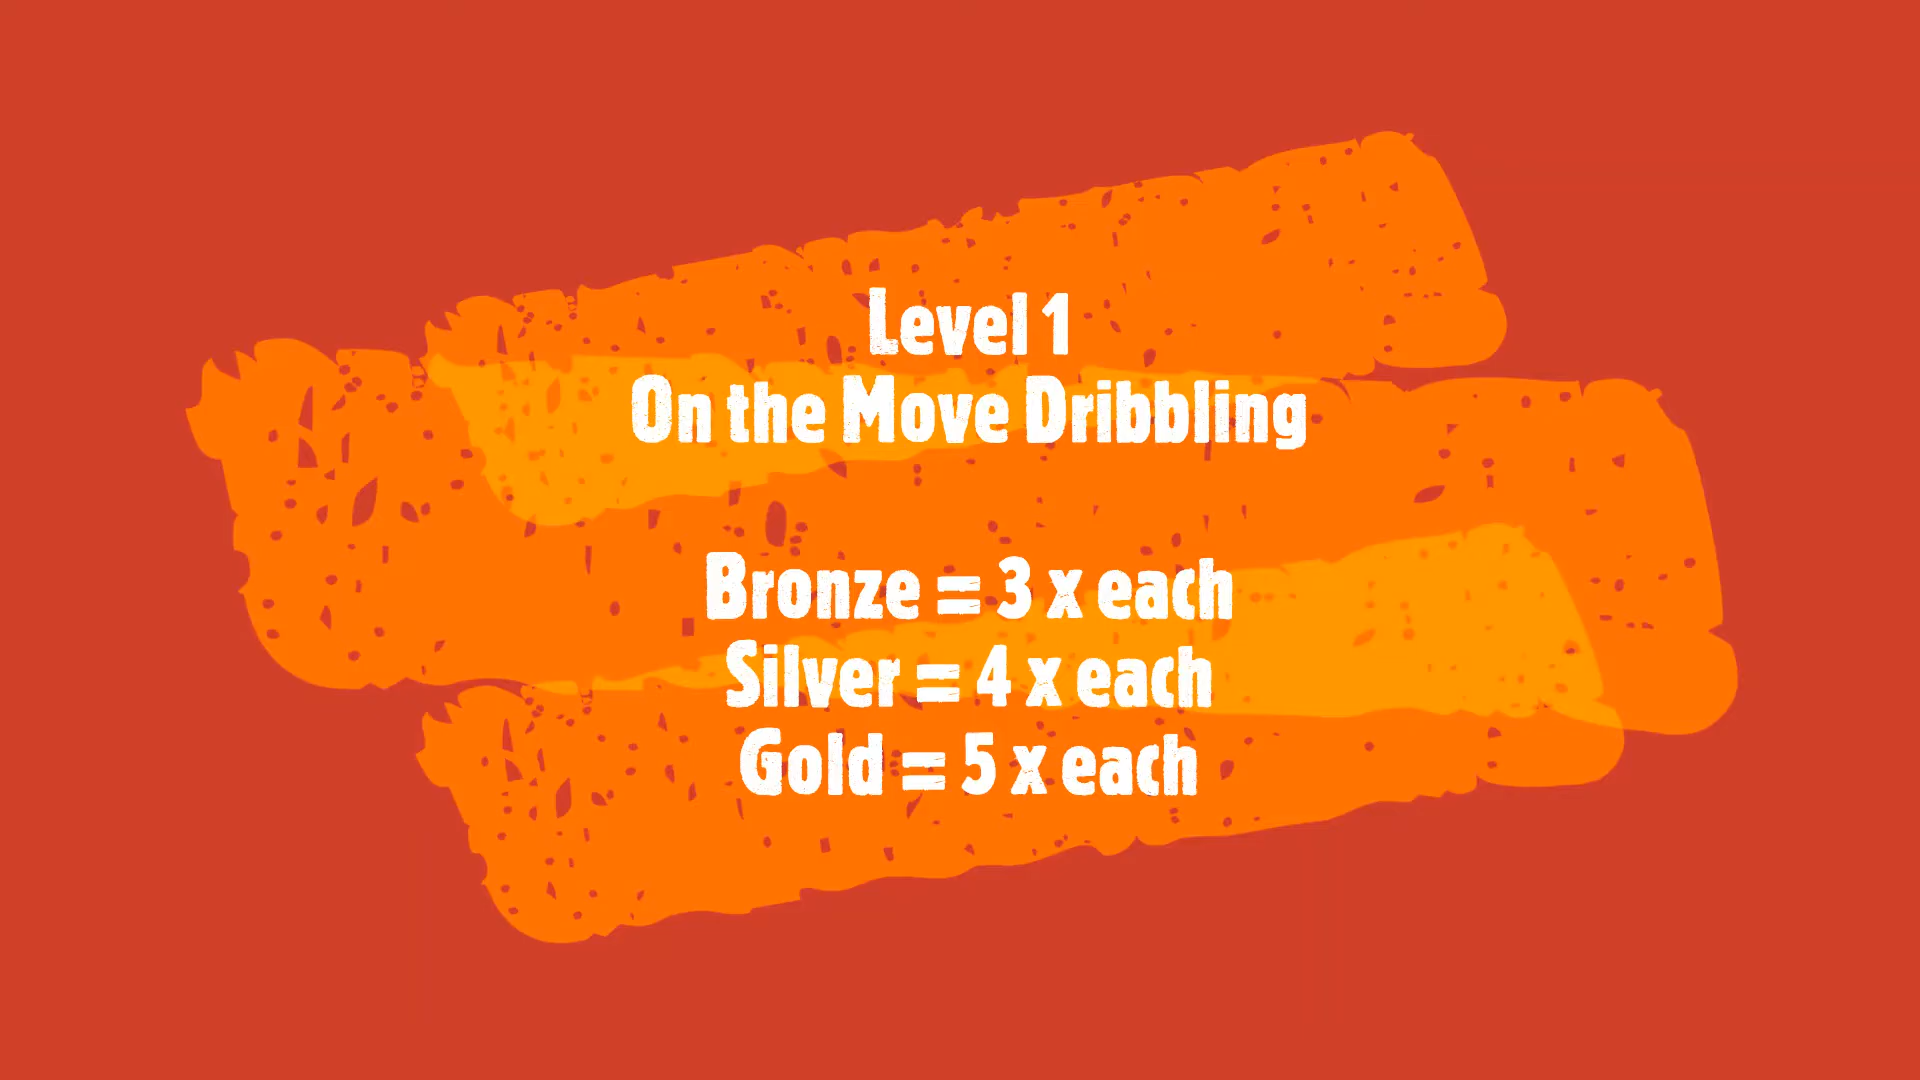 Level 1
On the Move Dribbling
Bronze = 3 x each
Silver = 4 x each
Gold = 5 x each